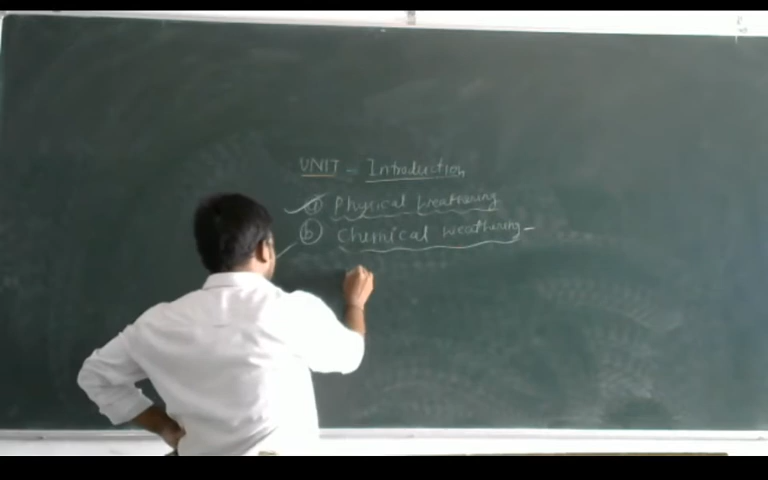 UNIT - Introduction
(a) Physical Weathering
(b) Chemical Weathering -